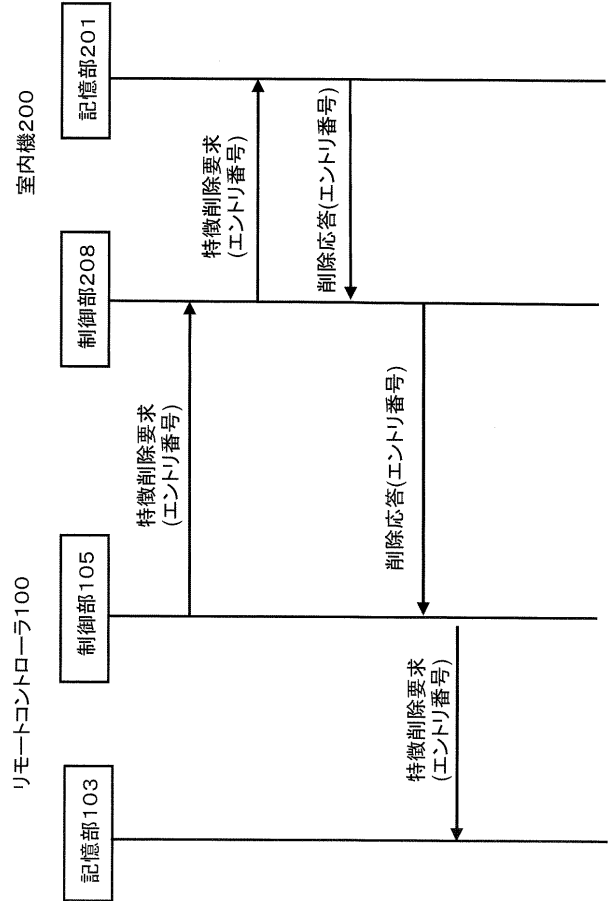 リモートコントローラ100
室内機200
記憶部103
制御部105
制御部208
記憶部201
特徴削除要求
(エントリ番号)
特徴削除要求
(エントリ番号)
削除応答(エントリ番号)
削除応答(エントリ番号)
特徴削除要求
(エントリ番号)